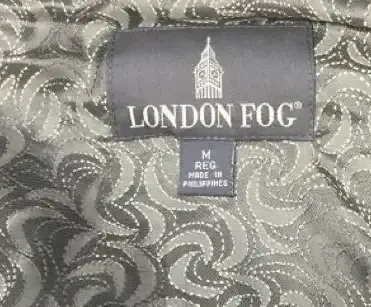 LONDON FOG®
M
REG
MADE IN
PHILIPPINES